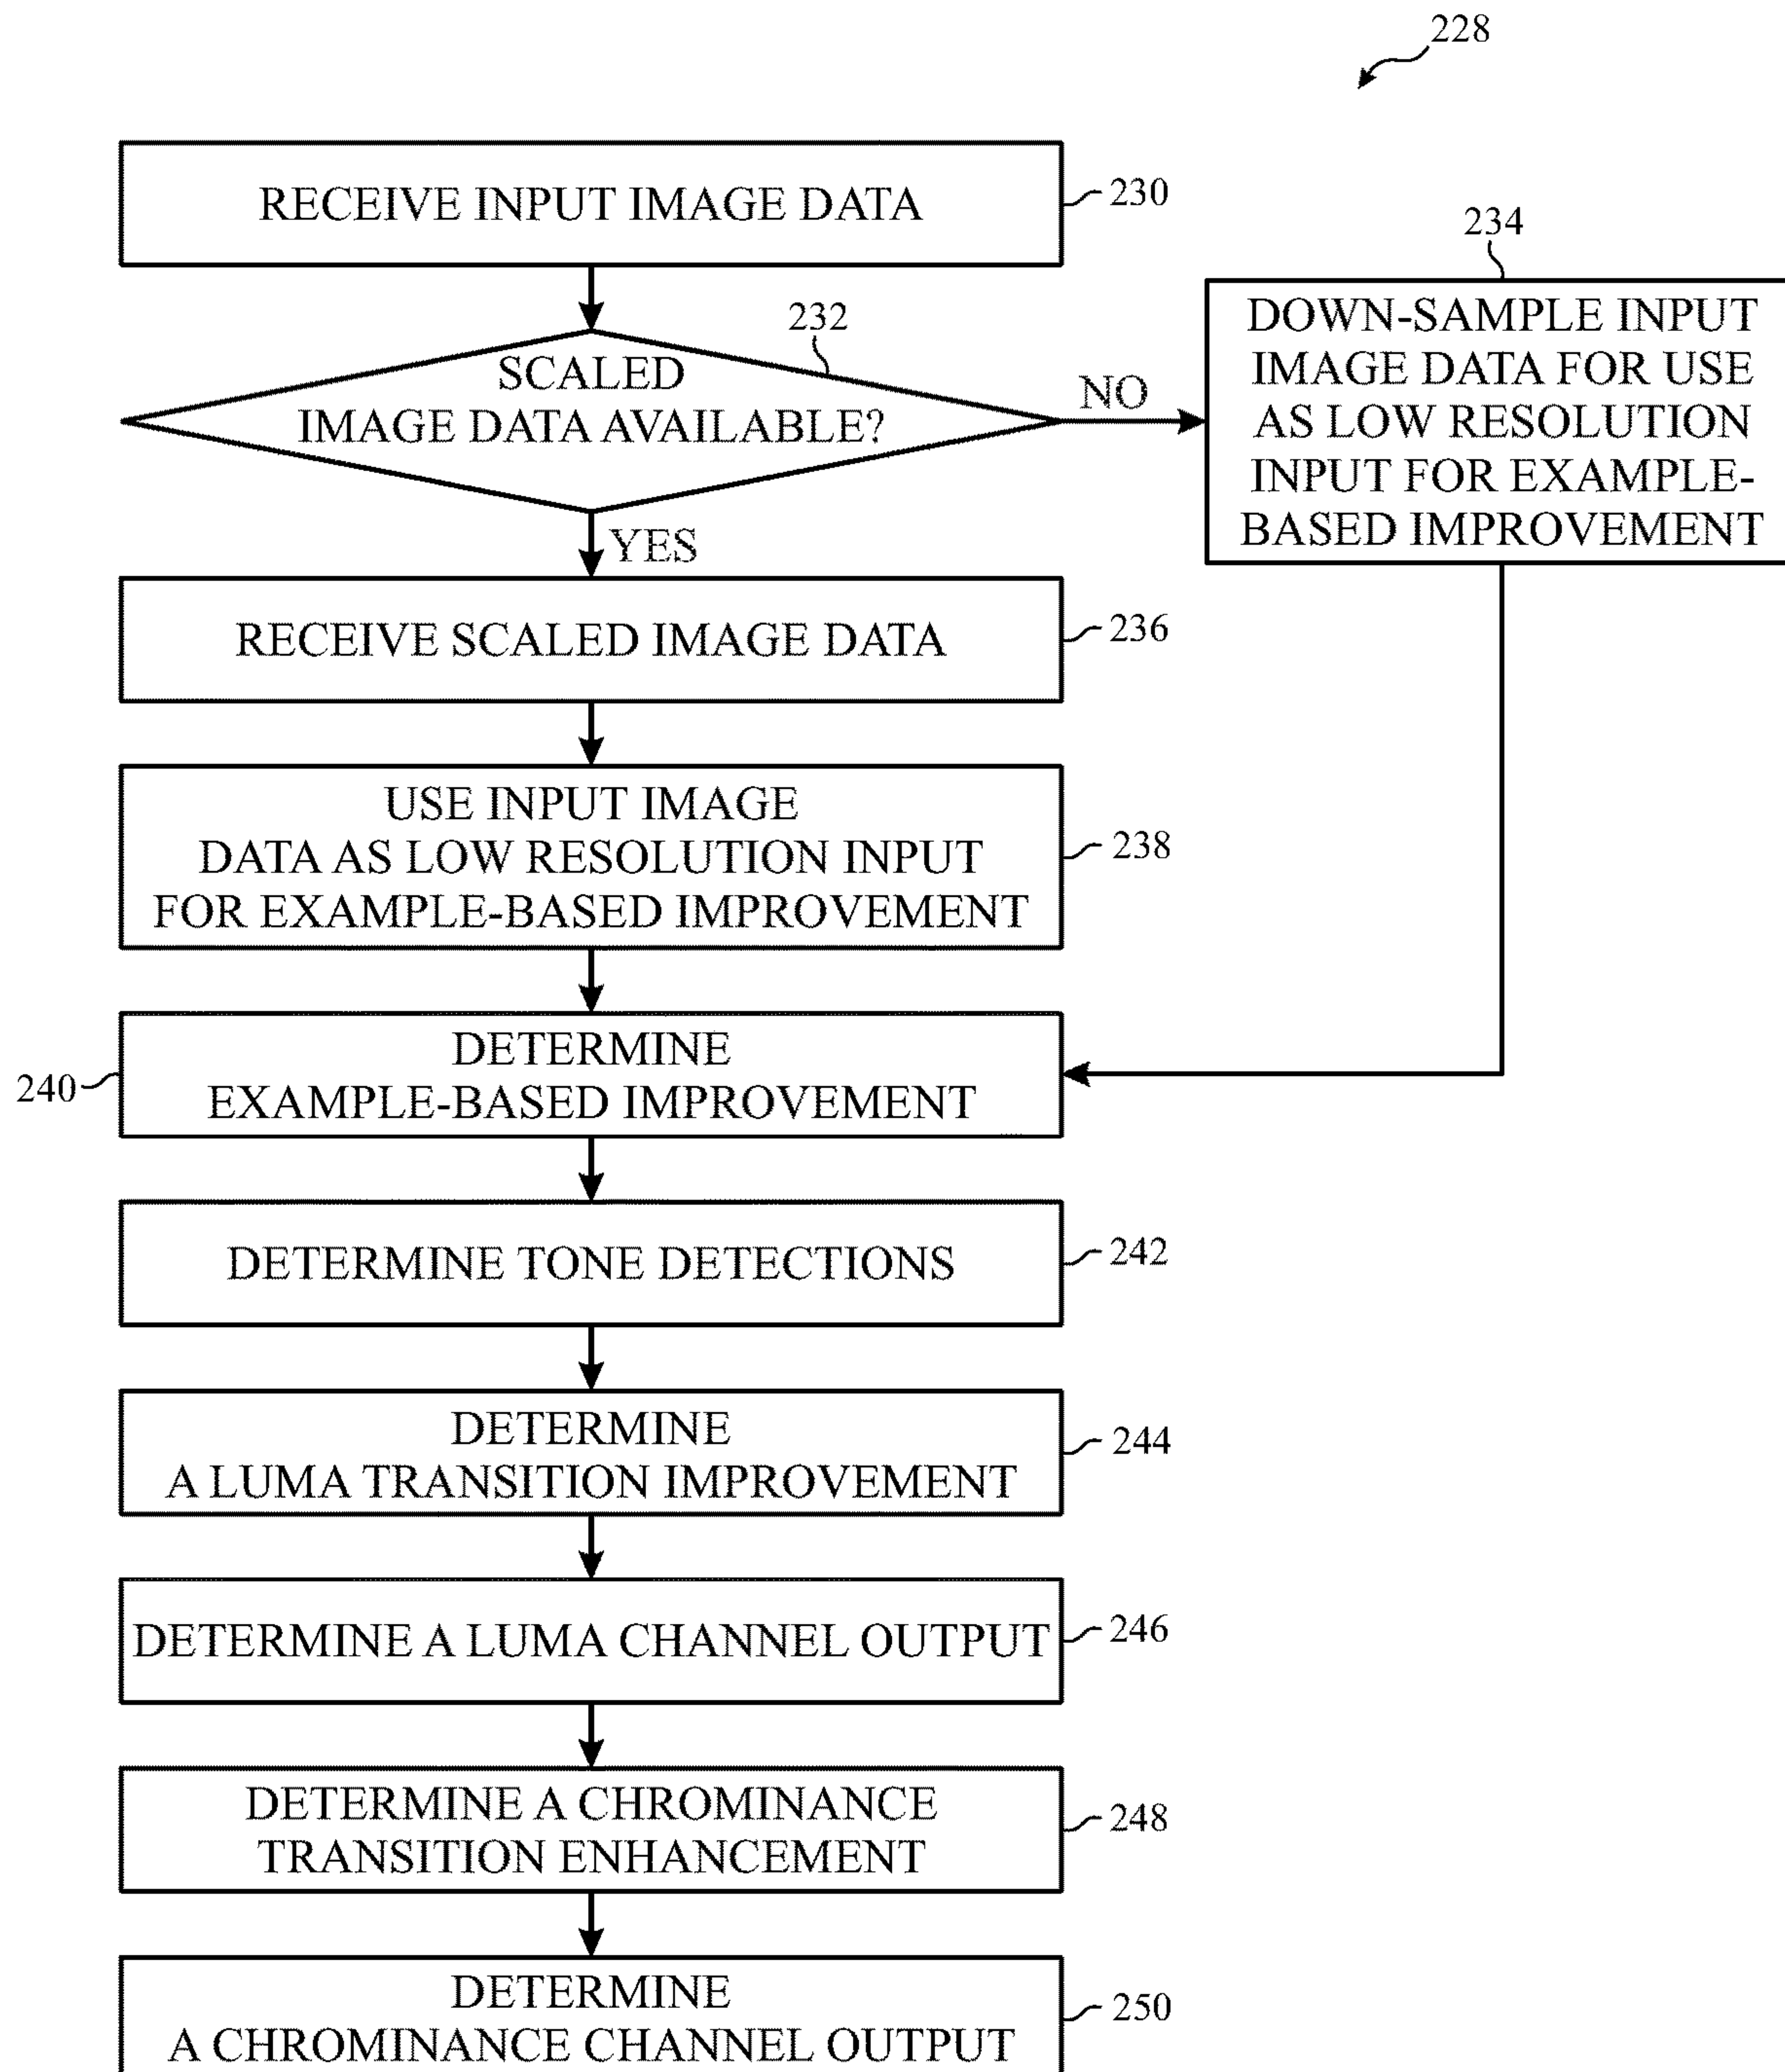 228
RECEIVE INPUT IMAGE DATA
230
232
SCALED
IMAGE DATA AVAILABLE?
NO
YES
234
DOWN-SAMPLE INPUT
IMAGE DATA FOR USE
AS LOW RESOLUTION
INPUT FOR EXAMPLE-
BASED IMPROVEMENT
RECEIVE SCALED IMAGE DATA
236
USE INPUT IMAGE
DATA AS LOW RESOLUTION INPUT
FOR EXAMPLE-BASED IMPROVEMENT
238
240
DETERMINE
EXAMPLE-BASED IMPROVEMENT
DETERMINE TONE DETECTIONS
242
DETERMINE
A LUMA TRANSITION IMPROVEMENT
244
DETERMINE A LUMA CHANNEL OUTPUT
246
DETERMINE A CHROMINANCE
TRANSITION ENHANCEMENT
248
DETERMINE
A CHROMINANCE CHANNEL OUTPUT
250